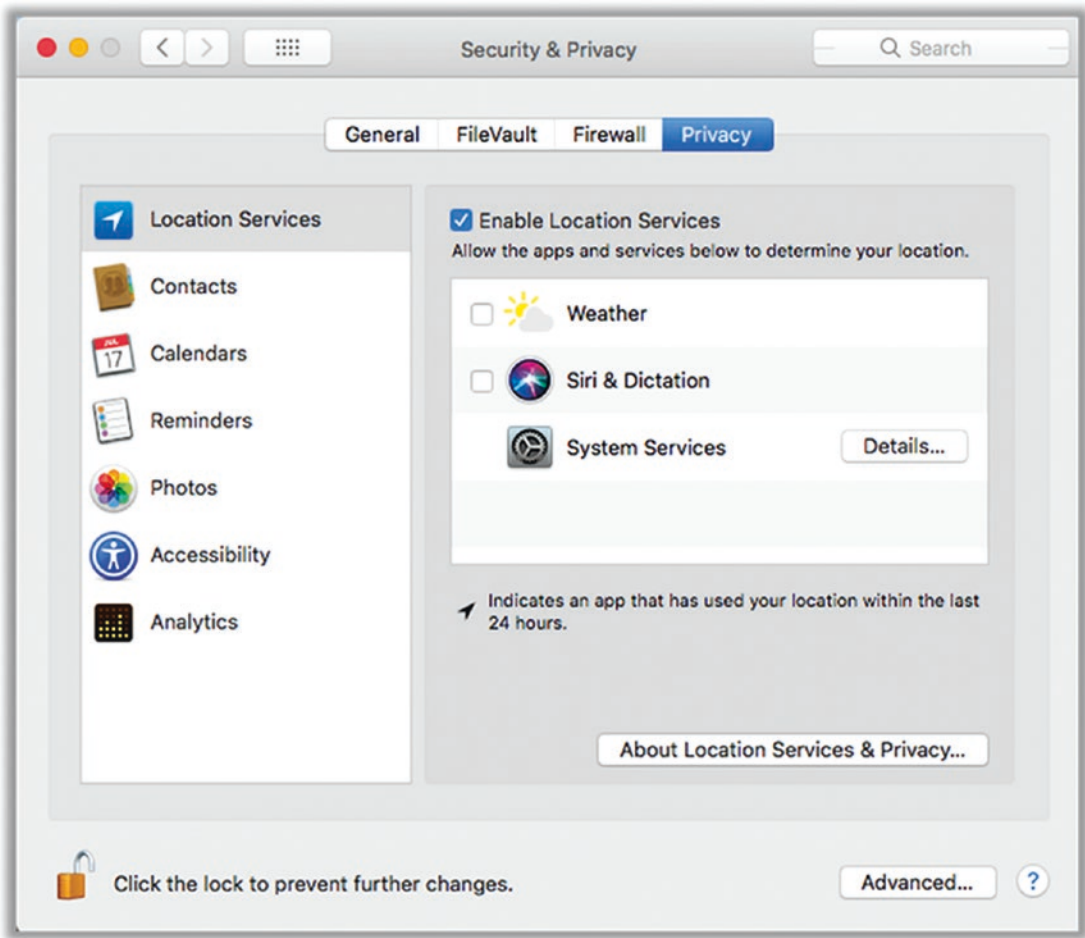 Security & Privacy
Search
General
FileVault
Firewall
Privacy
Location Services
Contacts
JUL
17
Calendars
Reminders
Photos
Accessibility
Analytics
Enable Location Services
Allow the apps and services below to determine your location.
Weather
Siri & Dictation
System Services
Details...
Indicates an app that has used your location within the last
24 hours.
About Location Services & Privacy...
Click the lock to prevent further changes.
Advanced...
?